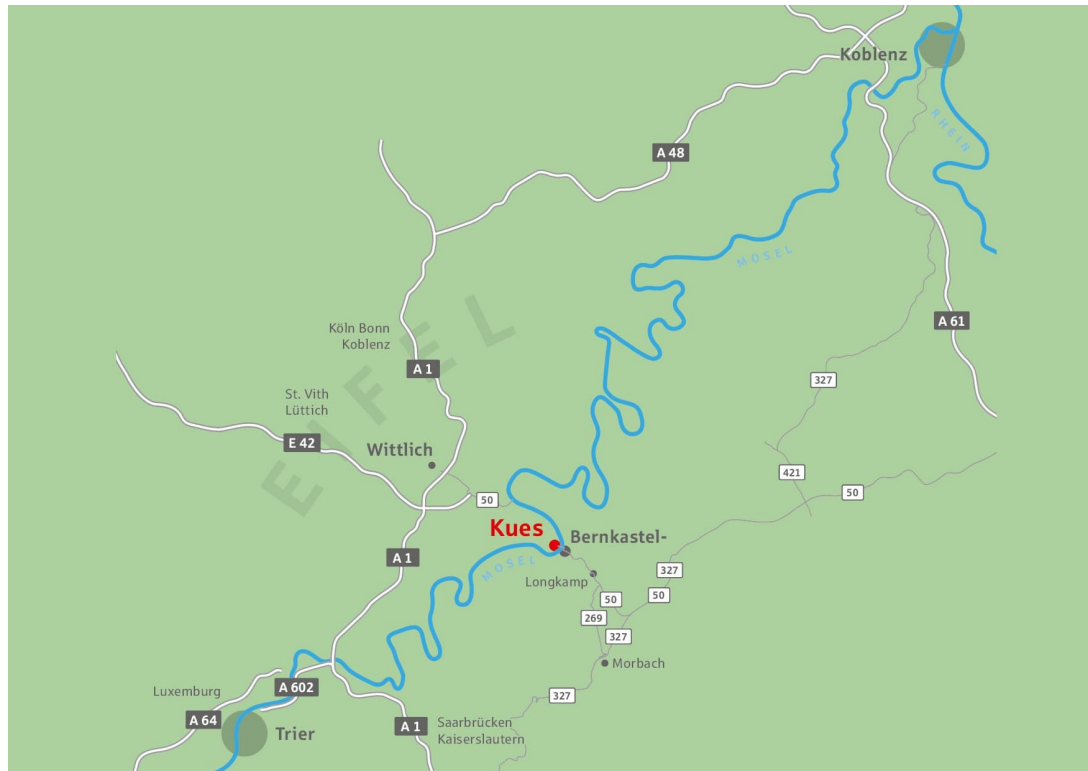 Koblenz
RHEIN
A 48
MOSEL
A 61
Köln Bonn
Koblenz
A 1
EIFEL
327
St. Vith
Lüttich
E 42
Wittlich
421
50
50
Kues
Bernkastel-
A 1
MOSEL
Longkamp
327
50
50
269
327
Morbach
Luxemburg
A 602
327
A 64
Trier
A 1
Saarbrücken
Kaiserslautern